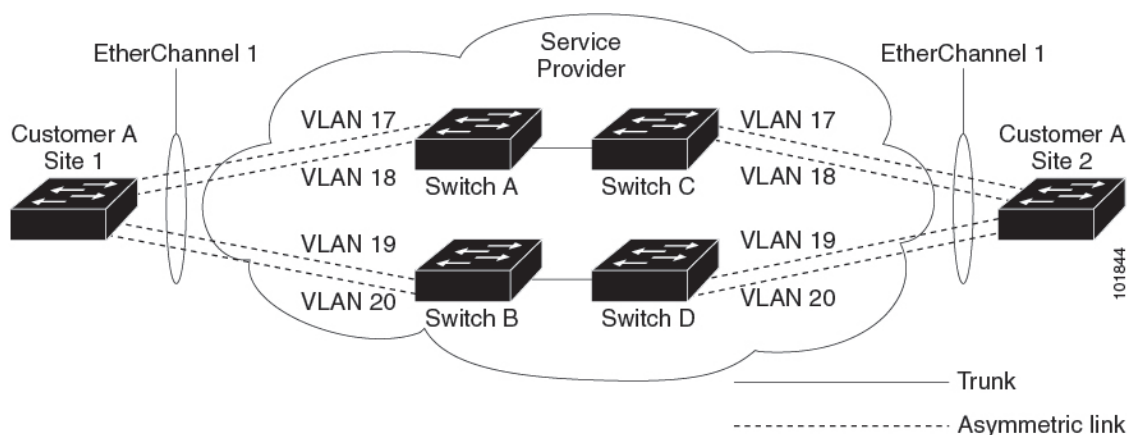 Service
Provider
EtherChannel 1
EtherChannel 1
Customer A
Site 1
VLAN 17
VLAN 18
Switch A
Switch C
VLAN 17
VLAN 18
Customer A
Site 2
VLAN 19
VLAN 20
Switch B
Switch D
VLAN 19
VLAN 20
101844
Trunk
Asymmetric link